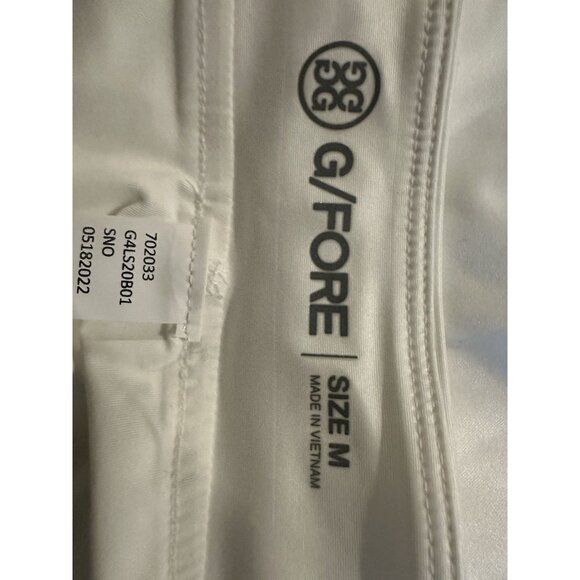 G/FORE
SIZE M
MADE IN VIETNAM
702033
G4LS20B01
SNO
05182022